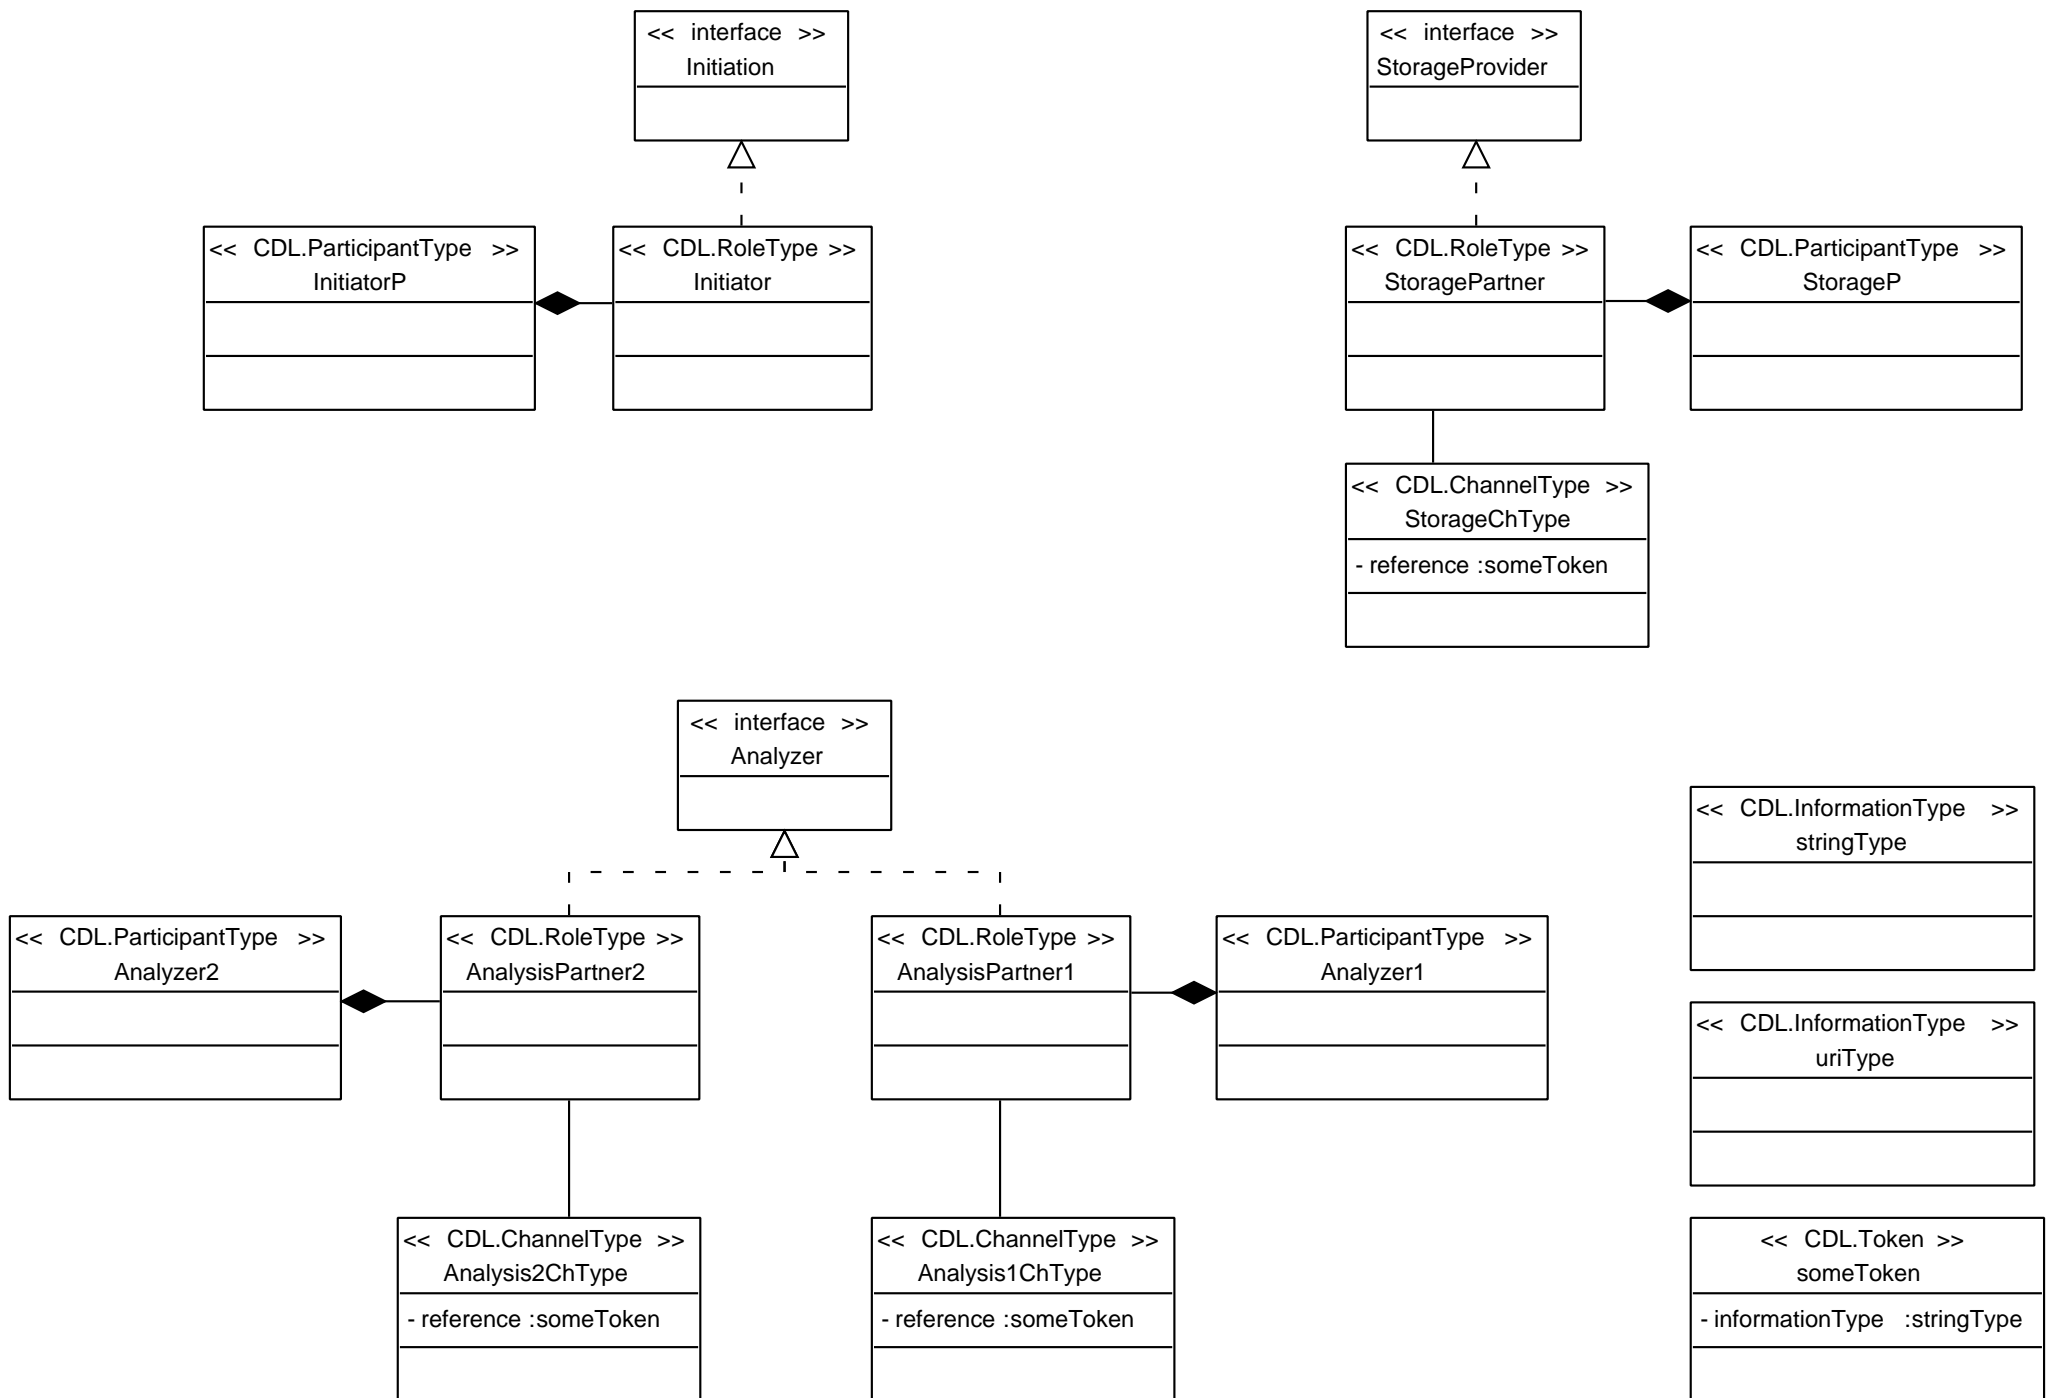 << interface >>
Initiation
<< interface >>
StorageProvider
<< CDL.ParticipantType >>
InitiatorP
<< CDL.RoleType >>
Initiator
<< CDL.RoleType >>
StoragePartner
<< CDL.ParticipantType >>
StorageP
<< CDL.ChannelType >>
StorageChType
- reference :someToken
<< interface >>
Analyzer
<< CDL.InformationType >>
stringType
<< CDL.ParticipantType >>
Analyzer2
<< CDL.RoleType >>
AnalysisPartner2
<< CDL.RoleType >>
AnalysisPartner1
<< CDL.ParticipantType >>
Analyzer1
<< CDL.InformationType >>
uriType
<< CDL.ChannelType >>
Analysis2ChType
- reference :someToken
<< CDL.ChannelType >>
Analysis1ChType
- reference :someToken
<< CDL.Token >>
someToken
- informationType :stringType